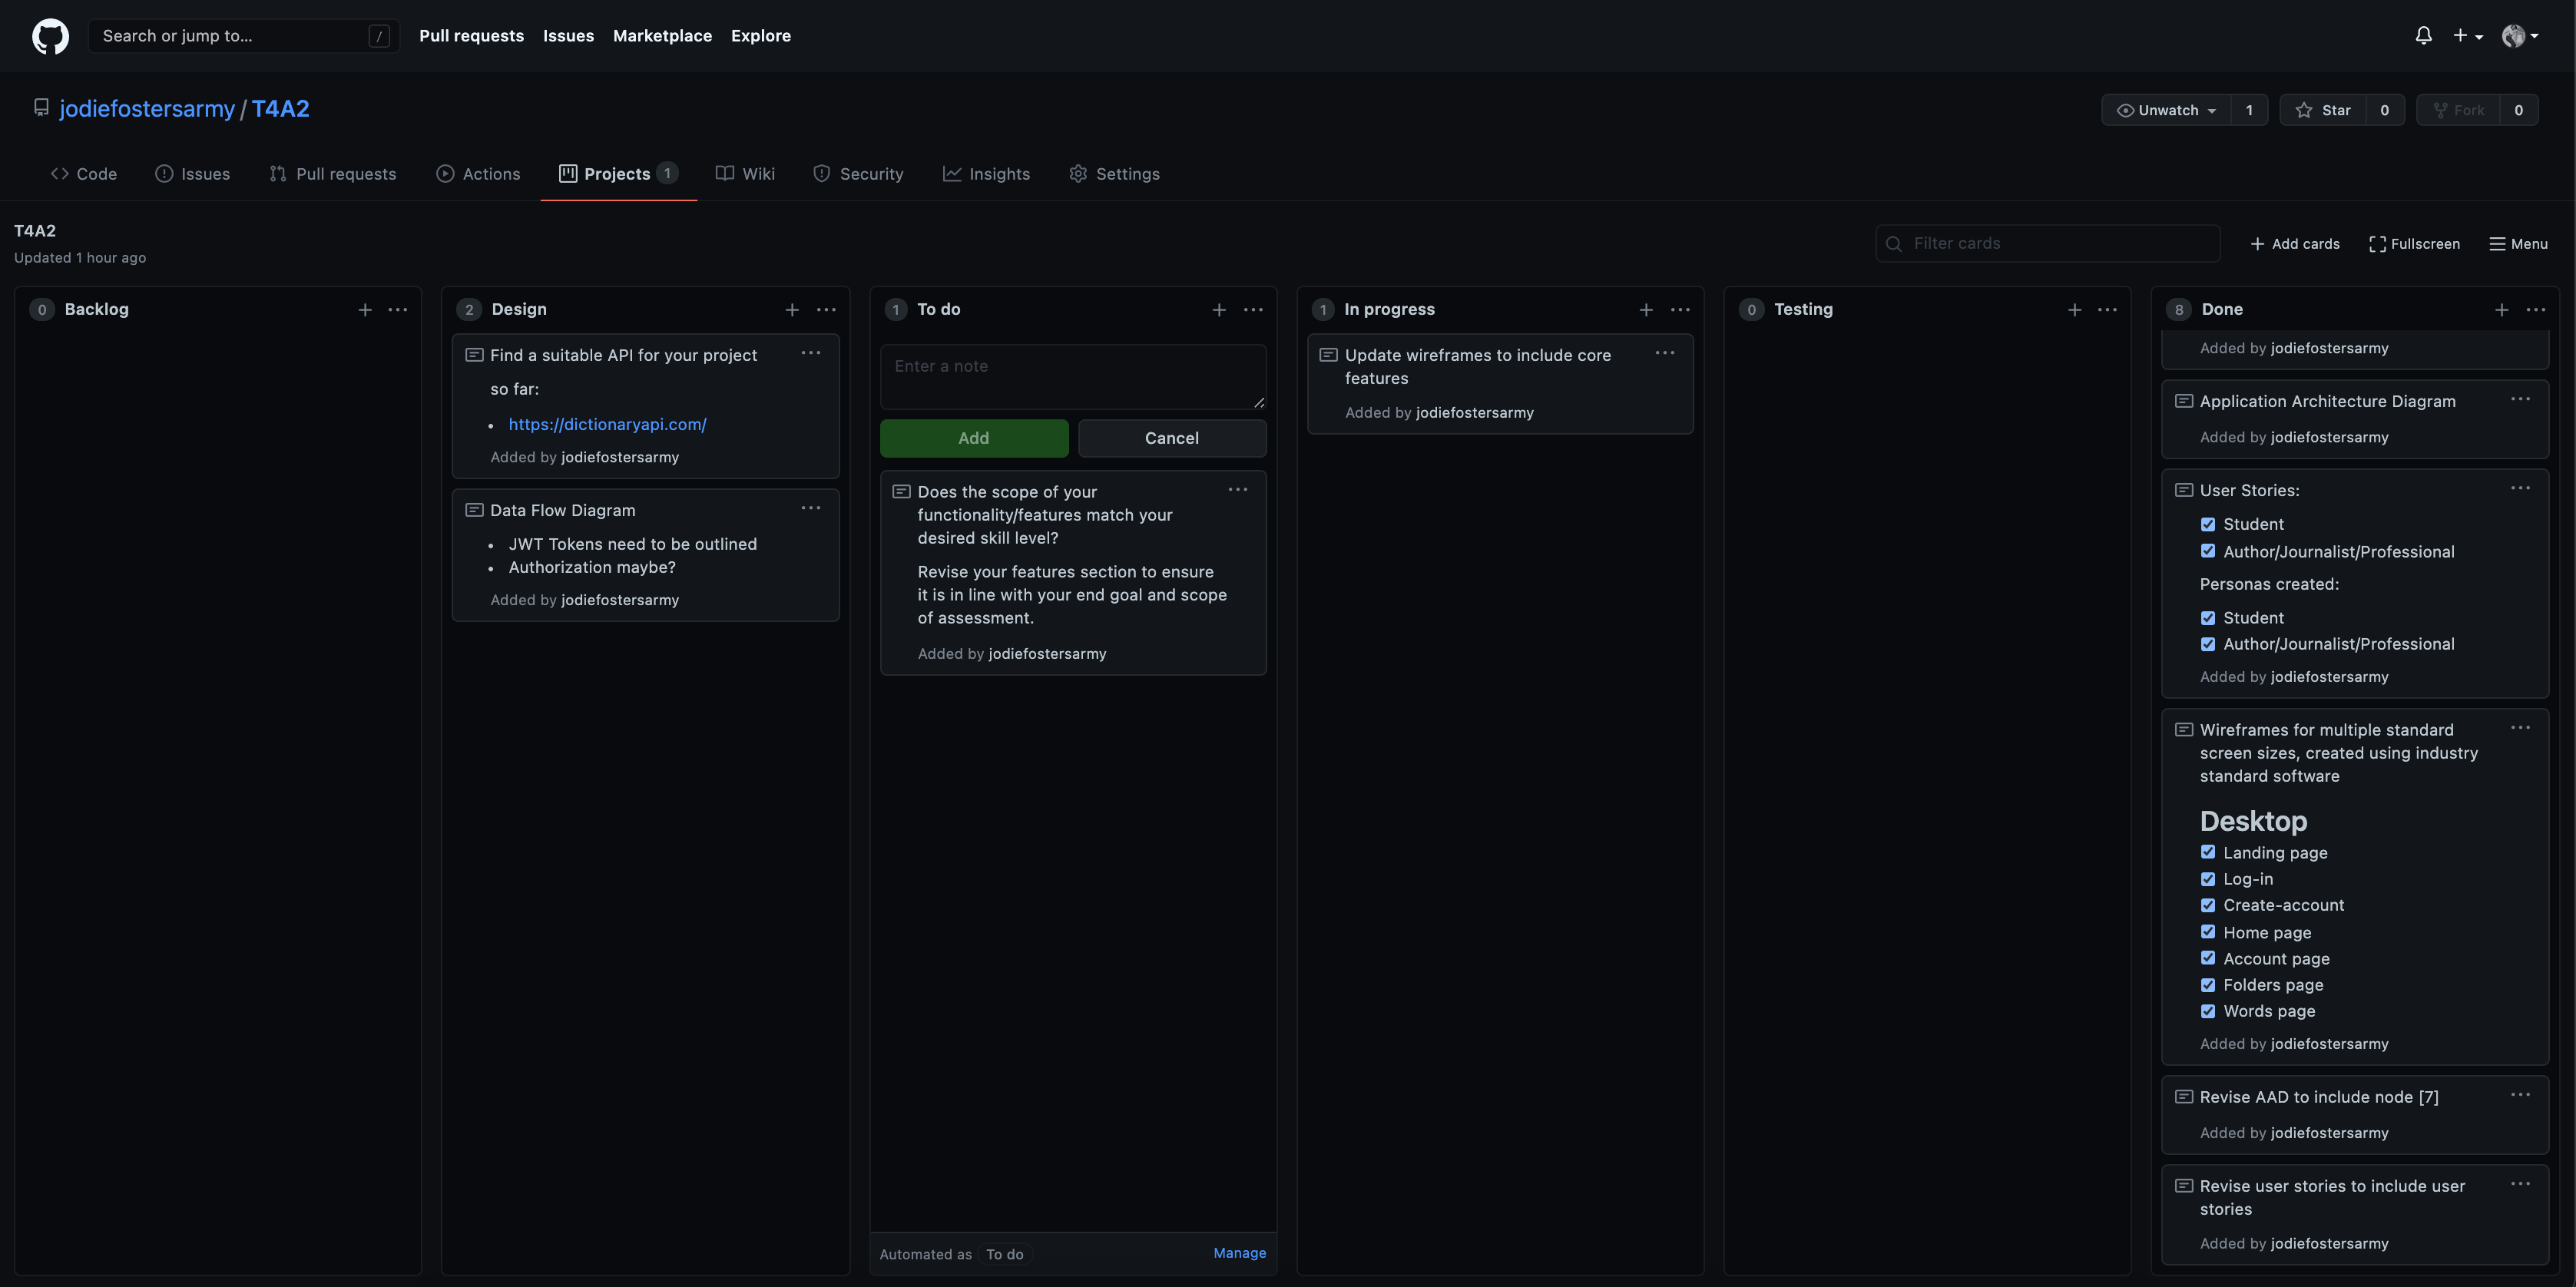 Search or jump to... /
Pull requests Issues Marketplace Explore
jodiefostersarmy / T4A2
Unwatch 1 Star 0 Fork 0
Code Issues Pull requests Actions Projects 1 Wiki Security Insights Settings
T4A2
Updated 1 hour ago
Filter cards
Add cards Fullscreen Menu
0 Backlog
2 Design
Find a suitable API for your project
so far:
• https://dictionaryapi.com/
Added by jodiefostersarmy
Data Flow Diagram
• JWT Tokens need to be outlined
• Authorization maybe?
Added by jodiefostersarmy
1 To do
Enter a note
Add Cancel
Does the scope of your
functionality/features match your
desired skill level?
Revise your features section to ensure
it is in line with your end goal and scope
of assessment.
Added by jodiefostersarmy
Automated as To do Manage
1 In progress
Update wireframes to include core
features
Added by jodiefostersarmy
0 Testing
8 Done
Added by jodiefostersarmy
Application Architecture Diagram
Added by jodiefostersarmy
User Stories:
Student
Author/Journalist/Professional
Personas created:
Student
Author/Journalist/Professional
Added by jodiefostersarmy
Wireframes for multiple standard
screen sizes, created using industry
standard software
Desktop
Landing page
Log-in
Create-account
Home page
Account page
Folders page
Words page
Added by jodiefostersarmy
Revise AAD to include node [7]
Added by jodiefostersarmy
Revise user stories to include user
stories
Added by jodiefostersarmy